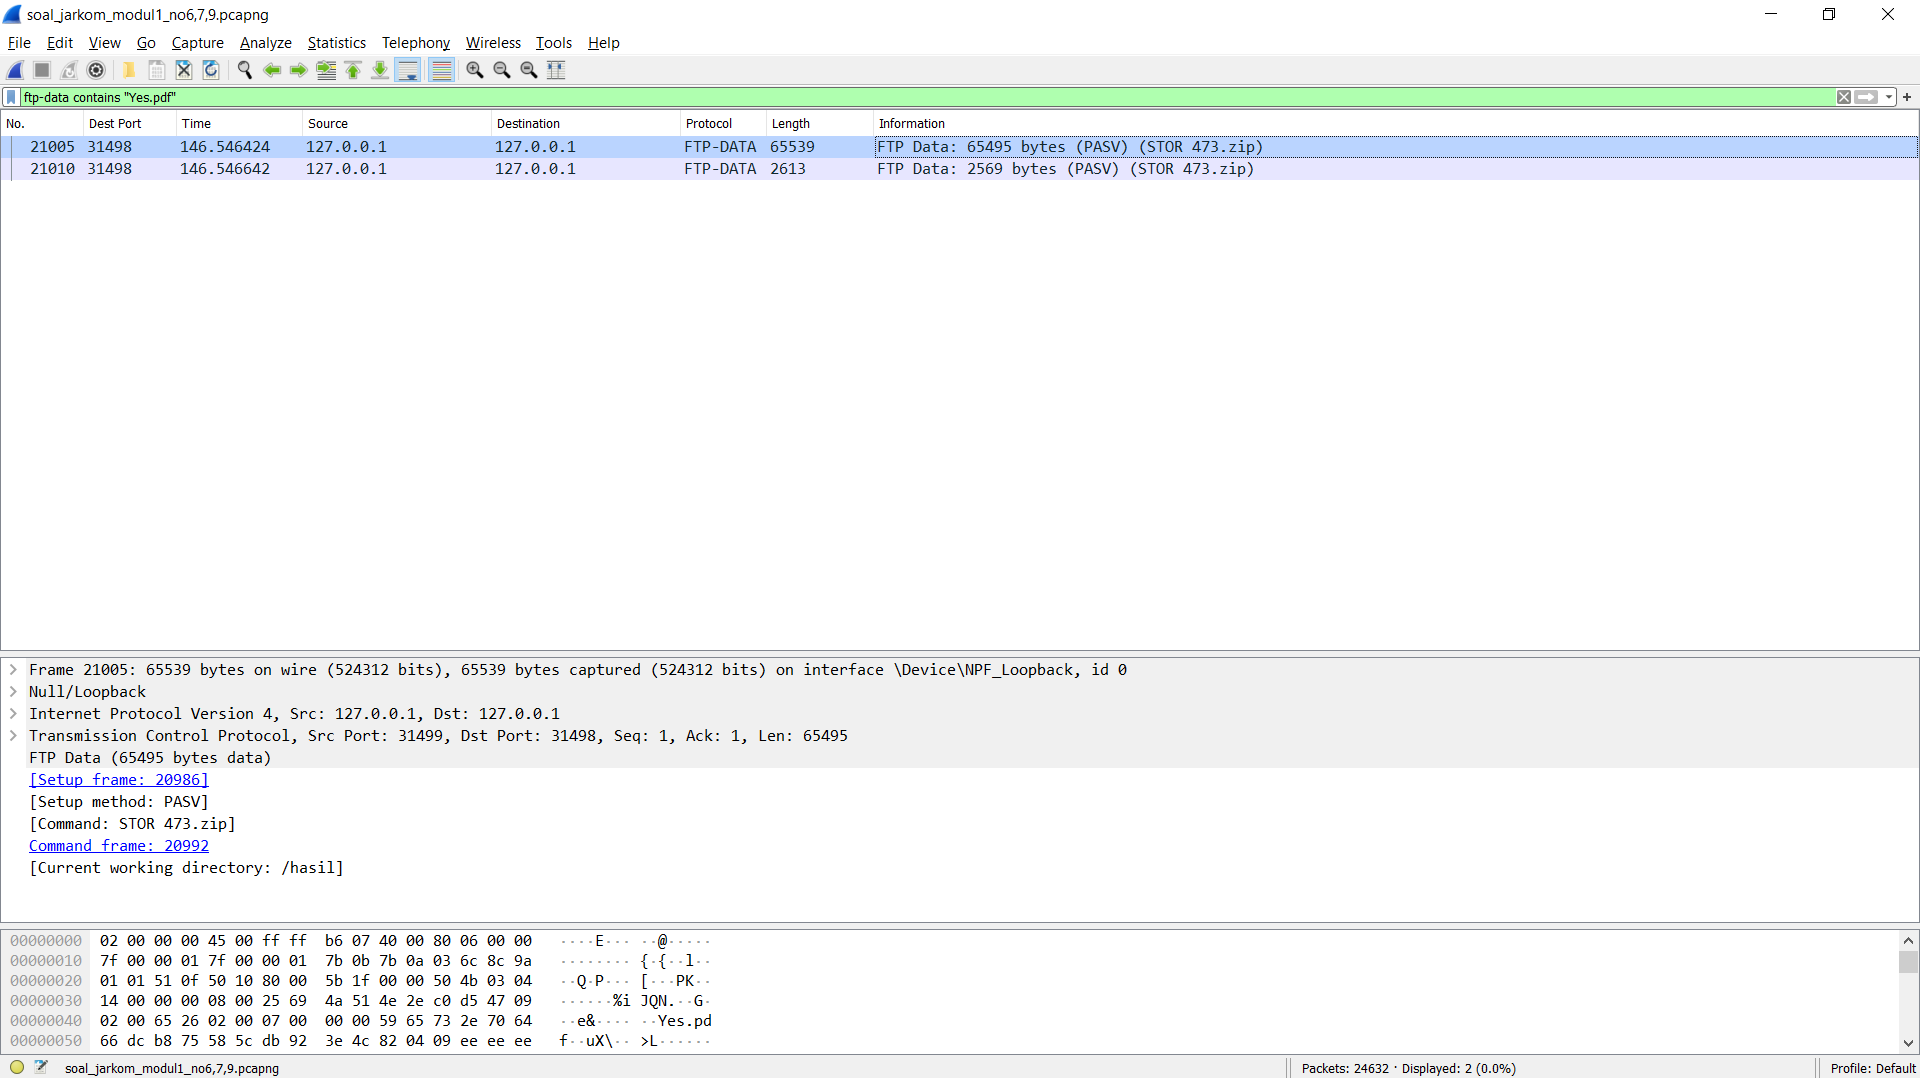 soal_jarkom_modul1_no6,7,9.pcapng
File Edit View Go Capture Analyze Statistics Telephony Wireless Tools Help
ftp-data contains "Yes.pdf"
No. Dest Port Time Source Destination Protocol Length Information
21005 31498 146.546424 127.0.0.1 127.0.0.1 FTP-DATA 65539 FTP Data: 65495 bytes (PASV) (STOR 473.zip)
21010 31498 146.546642 127.0.0.1 127.0.0.1 FTP-DATA 2613 FTP Data: 2569 bytes (PASV) (STOR 473.zip)
Frame 21005: 65539 bytes on wire (524312 bits), 65539 bytes captured (524312 bits) on interface \Device\NPF_Loopback, id 0
Null/Loopback
Internet Protocol Version 4, Src: 127.0.0.1, Dst: 127.0.0.1
Transmission Control Protocol, Src Port: 31499, Dst Port: 31498, Seq: 1, Ack: 1, Len: 65495
FTP Data (65495 bytes data)
[Setup frame: 20986]
[Setup method: PASV]
[Command: STOR 473.zip]
Command frame: 20992
[Current working directory: /hasil]
00000000 02 00 00 00 45 00 ff ff b6 07 40 00 80 06 00 00 ····E··· ··@·····
00000010 7f 00 00 01 7f 00 00 01 7b 0b 7b 0a 03 6c 8c 9a ········ {·{··l··
00000020 01 01 51 0f 50 10 80 00 5b 1f 00 00 50 4b 03 04 ··Q·P··· [···PK··
00000030 14 00 00 00 08 00 25 69 4a 51 4e 2e c0 d5 47 09 ······%i JQN.··G·
00000040 02 00 65 26 02 00 07 00 00 00 59 65 73 2e 70 64 ··e&···· ··Yes.pd
00000050 66 dc b8 75 58 5c db 92 3e 4c 82 04 09 ee ee ee f··uX\·· >L······
soal_jarkom_modul1_no6,7,9.pcapng Packets: 24632 · Displayed: 2 (0.0%) Profile: Default